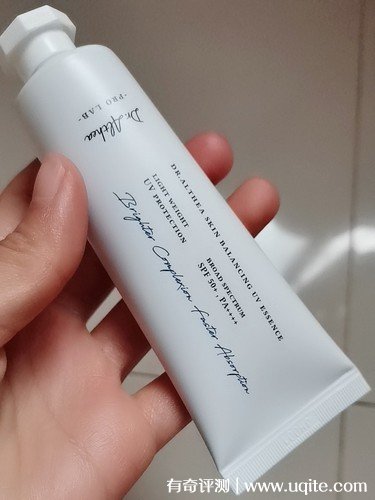 Dr.Althea
-PRO LAB-
DR.ALTHEA SKIN BALANCING UV ESSENCE
LIGHT WEIGHT
UV PROTECTION
BROAD SPECTRUM
SPF 50+, PA++++
Brighter Complexion Faster Absorption
有奇评测 | www.uqite.com